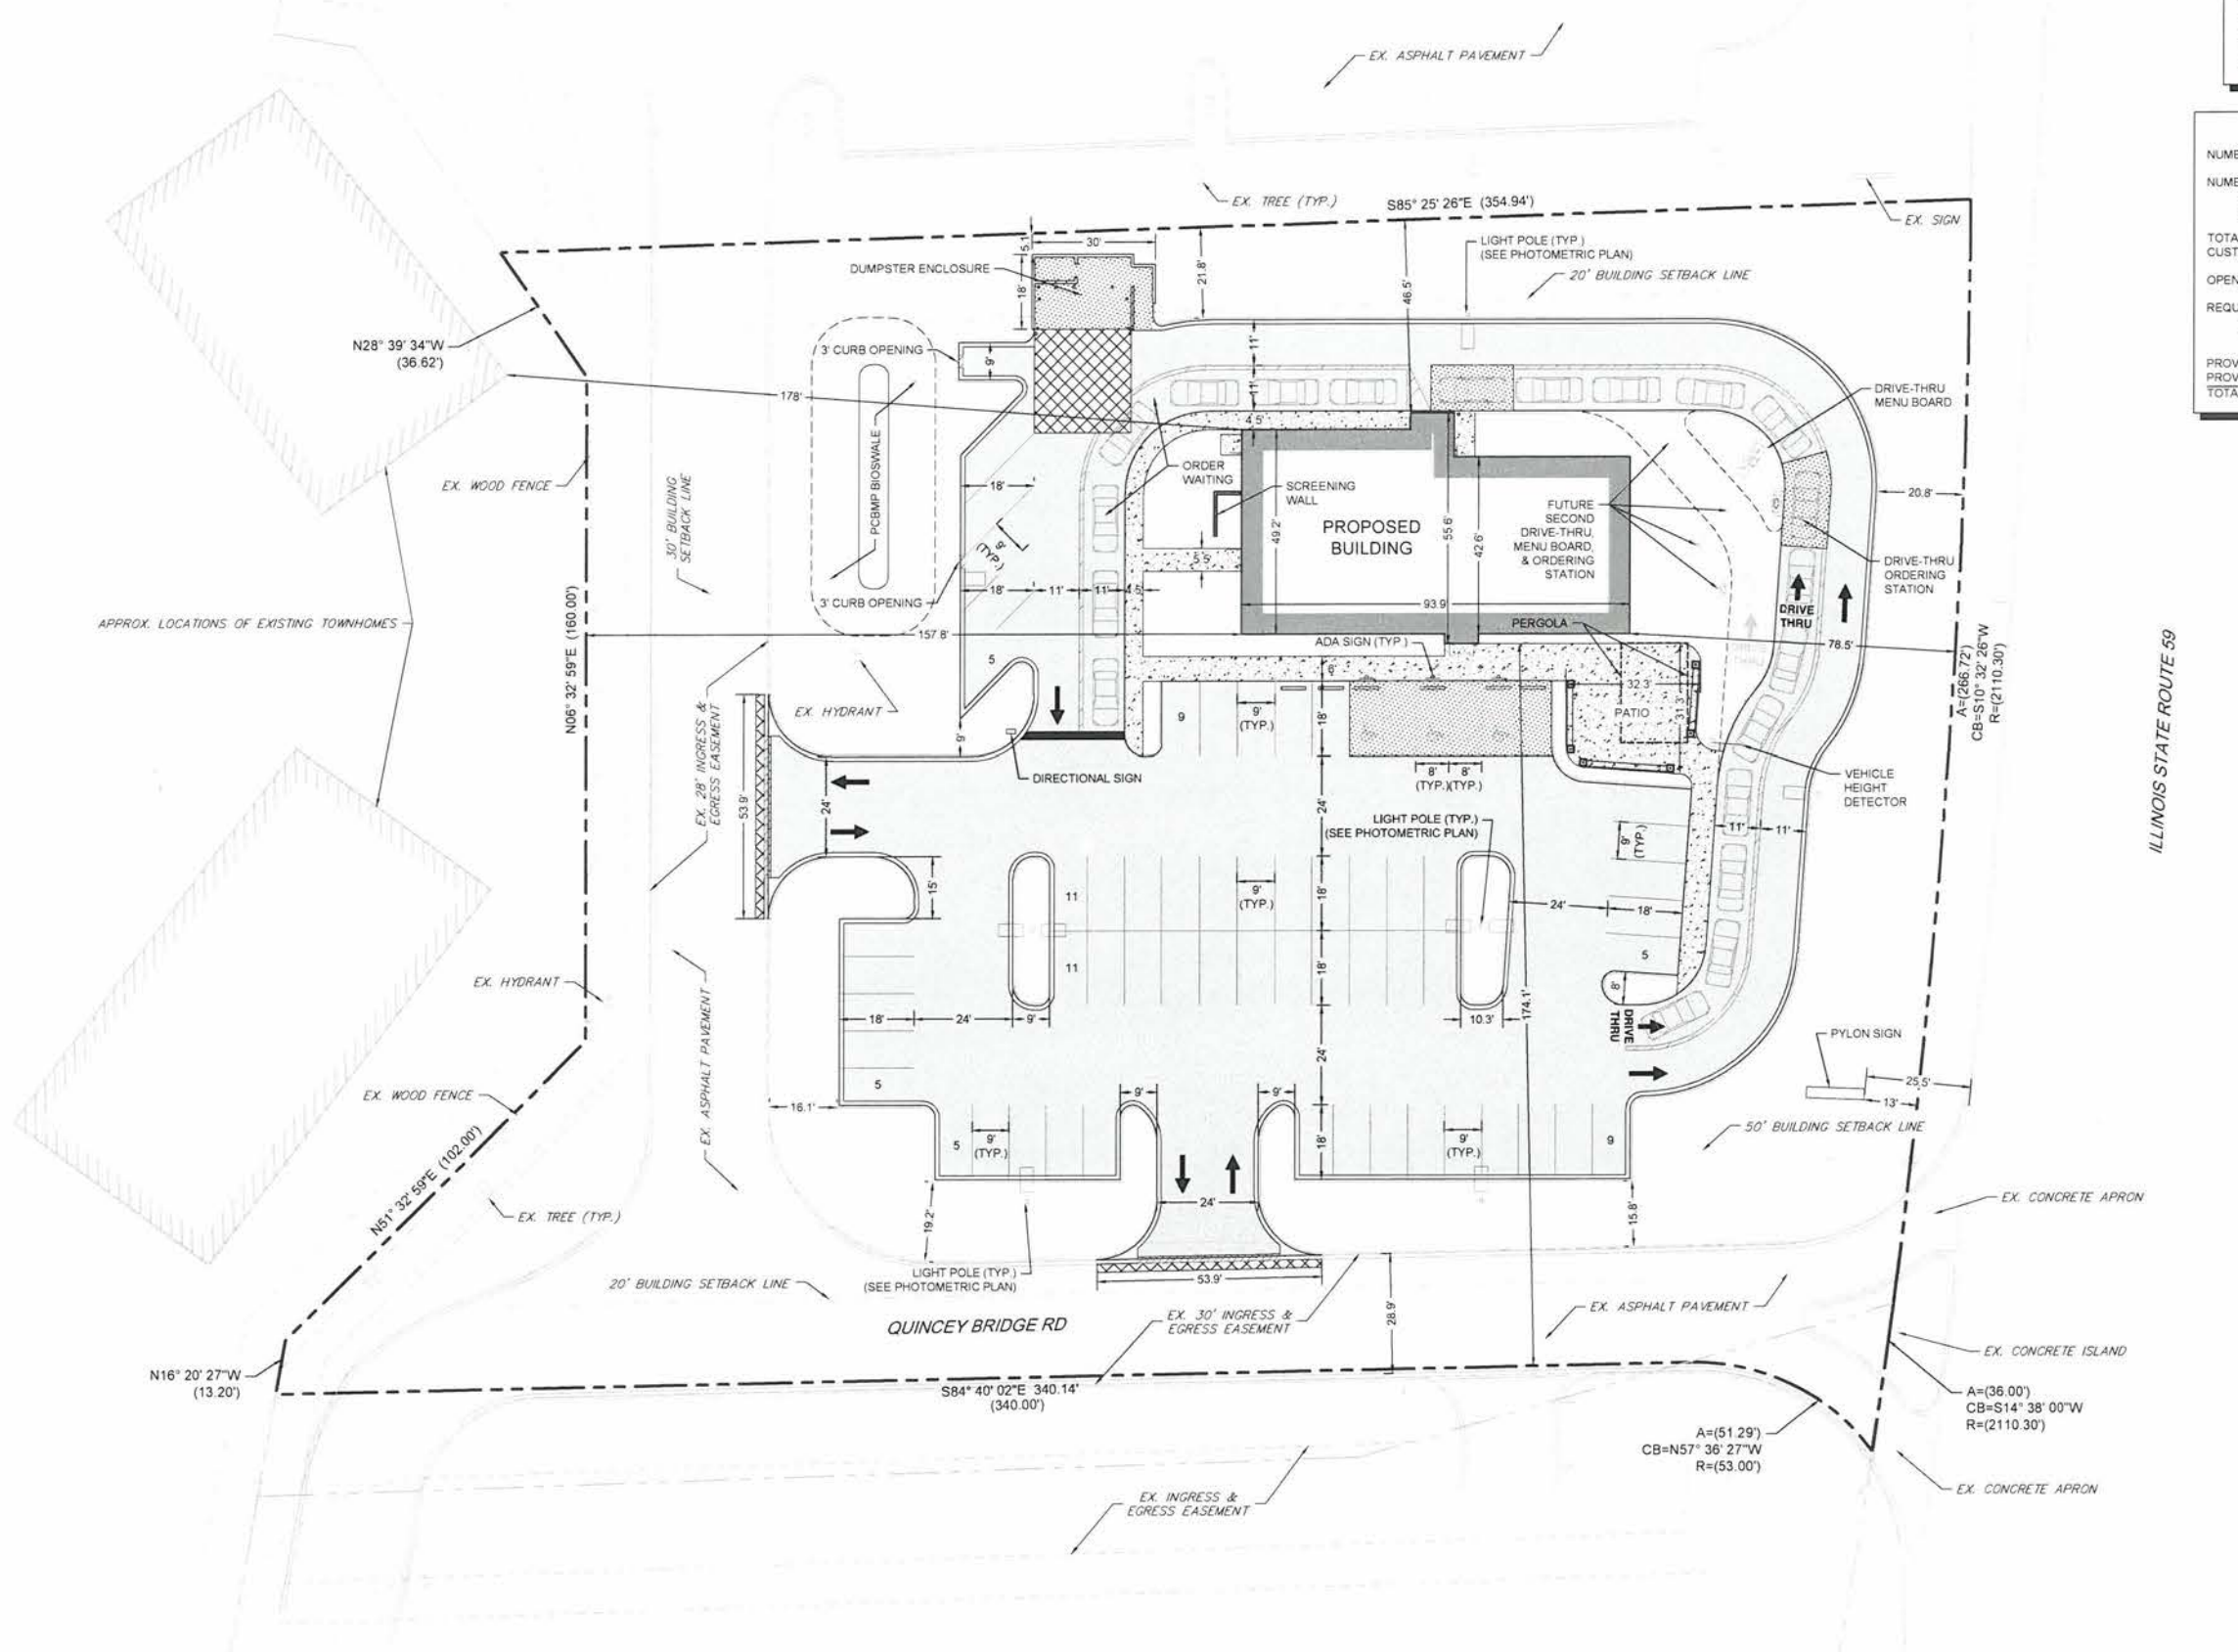 EX. ASPHALT PAVEMENT
NUME
NUME
TOTA
CUST
OPEN
REQU
PROV
PROV
TOTA
EX. TREE (TYP.)
S85° 25' 26"E (354.94')
EX. SIGN
5.1'
30'
DUMPSTER ENCLOSURE
18'
21.8'
46.5'
LIGHT POLE (TYP.)
(SEE PHOTOMETRIC PLAN)
20' BUILDING SETBACK LINE
N28° 39' 34"W
(36.62')
3' CURB OPENING
9'
11'
11'
178'
4.5'
DRIVE-THRU
MENU BOARD
PCBMP BIOSWALE
EX. WOOD FENCE
30' BUILDING
SETBACK LINE
18'
ORDER
WAITING
SCREENING
WALL
PROPOSED
BUILDING
49.2'
55.6'
42.6'
FUTURE
SECOND
DRIVE-THRU,
MENU BOARD,
& ORDERING
STATION
20.8'
9'
(TYP.)
5.5'
DRIVE-THRU
ORDERING
STATION
3' CURB OPENING
18'
11'
11'
4.5'
93.9'
DRIVE
THRU
APPROX. LOCATIONS OF EXISTING TOWNHOMES
N06° 32' 59"E (160.00')
157.8'
PERGOLA
ADA SIGN (TYP.)
78.5'
A=(266.72')
CB=S10° 32' 26"W
R=(2110.30')
ILLINOIS STATE ROUTE 59
5
6'
32.3'
31.3'
PATIO
EX. HYDRANT
EX. 28' INGRESS &
EGRESS EASEMENT
9
9'
(TYP.)
18'
9'
DIRECTIONAL SIGN
8'
8'
(TYP.)
(TYP.)
VEHICLE
HEIGHT
DETECTOR
53.9'
24'
24'
LIGHT POLE (TYP.)
(SEE PHOTOMETRIC PLAN)
9'
(TYP.)
11'
11'
15'
11
9'
(TYP.)
18'
24'
18'
5
11
18'
EX. HYDRANT
8'
18'
24'
9'
10.3'
174.1'
DRIVE
THRU
EX. ASPHALT PAVEMENT
24'
PYLON SIGN
25.5'
13'
EX. WOOD FENCE
5
16.1'
9'
9'
5
9'
(TYP.)
18'
9'
(TYP.)
9
50' BUILDING SETBACK LINE
N51° 32' 59"E (102.00')
EX. TREE (TYP.)
19.2'
24'
15.8'
EX. CONCRETE APRON
20' BUILDING SETBACK LINE
LIGHT POLE (TYP.)
(SEE PHOTOMETRIC PLAN)
53.9'
QUINCEY BRIDGE RD
EX. 30' INGRESS &
EGRESS EASEMENT
28.9'
EX. ASPHALT PAVEMENT
EX. CONCRETE ISLAND
N16° 20' 27"W
(13.20')
S84° 40' 02"E 340.14'
(340.00')
A=(36.00')
CB=S14° 38' 00"W
R=(2110.30')
A=(51.29')
CB=N57° 36' 27"W
R=(53.00')
EX. CONCRETE APRON
EX. INGRESS &
EGRESS EASEMENT